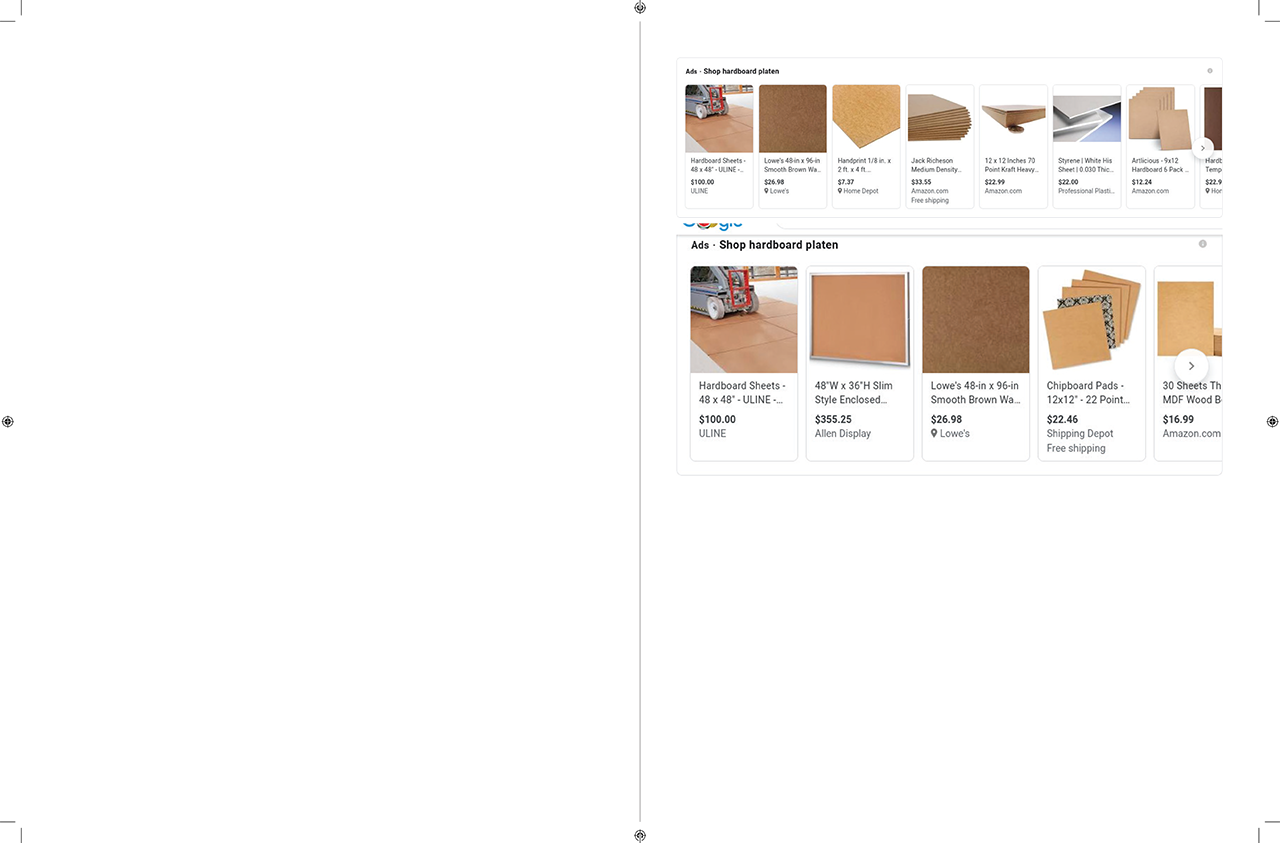 Ads · Shop hardboard platen
Hardboard Sheets -
48 x 48" - ULINE -...
$100.00
ULINE
Lowe's 48-in x 96-in
Smooth Brown Wa...
$26.98
Lowe's
Handprint 1/8 in. x
2 ft. x 4 ft....
$7.37
Home Depot
Jack Richeson
Medium Density...
$33.55
Amazon.com
Free shipping
12 x 12 Inches 70
Point Kraft Heavy...
$22.99
Amazon.com
Styrene | White His
Sheet | 0.030 Thic...
$22.00
Professional Plasti...
Artlicious - 9x12
Hardboard 6 Pack ...
$12.24
Amazon.com
Hardb
Temp
$22.9
Hom
Google
Ads · Shop hardboard platen
Hardboard Sheets -
48 x 48" - ULINE -...
$100.00
ULINE
48"W x 36"H Slim
Style Enclosed...
$355.25
Allen Display
Lowe's 48-in x 96-in
Smooth Brown Wa...
$26.98
Lowe's
Chipboard Pads -
12x12" - 22 Point...
$22.46
Shipping Depot
Free shipping
30 Sheets Th
MDF Wood B
$16.99
Amazon.com